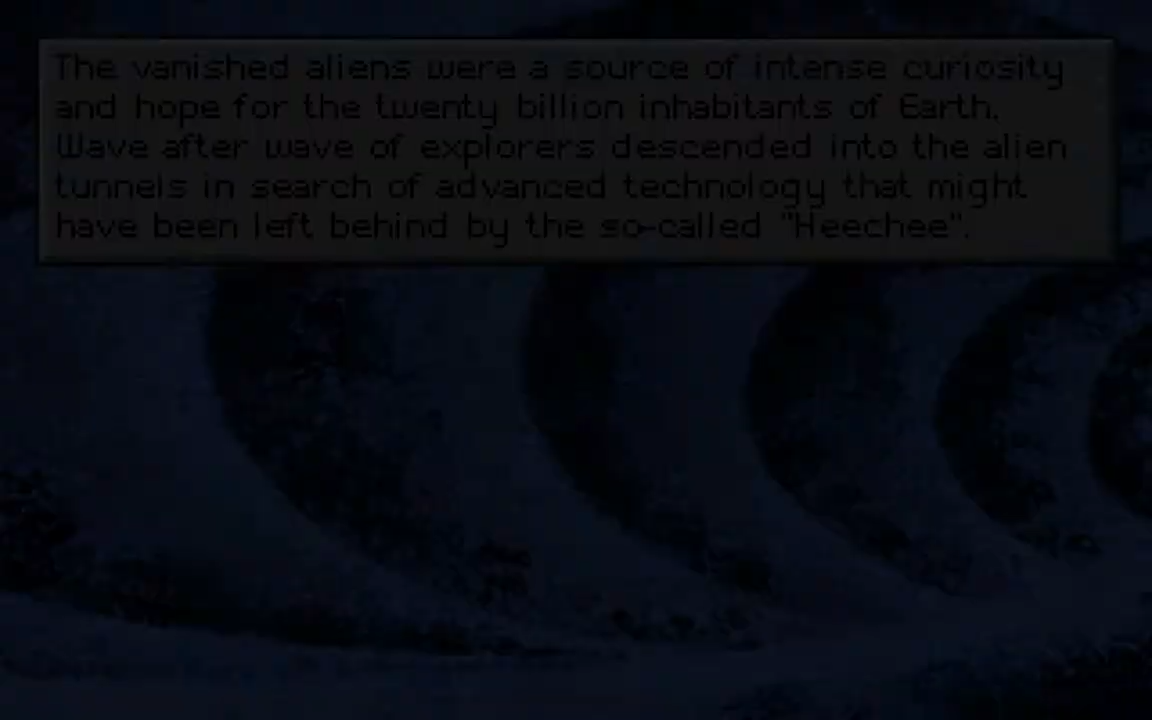 The vanished aliens were a source of intense curiosity
and hope for the twenty billion inhabitants of Earth.
Wave after wave of explorers descended into the alien
tunnels in search of advanced technology that might
have been left behind by the so-called "Heechee".